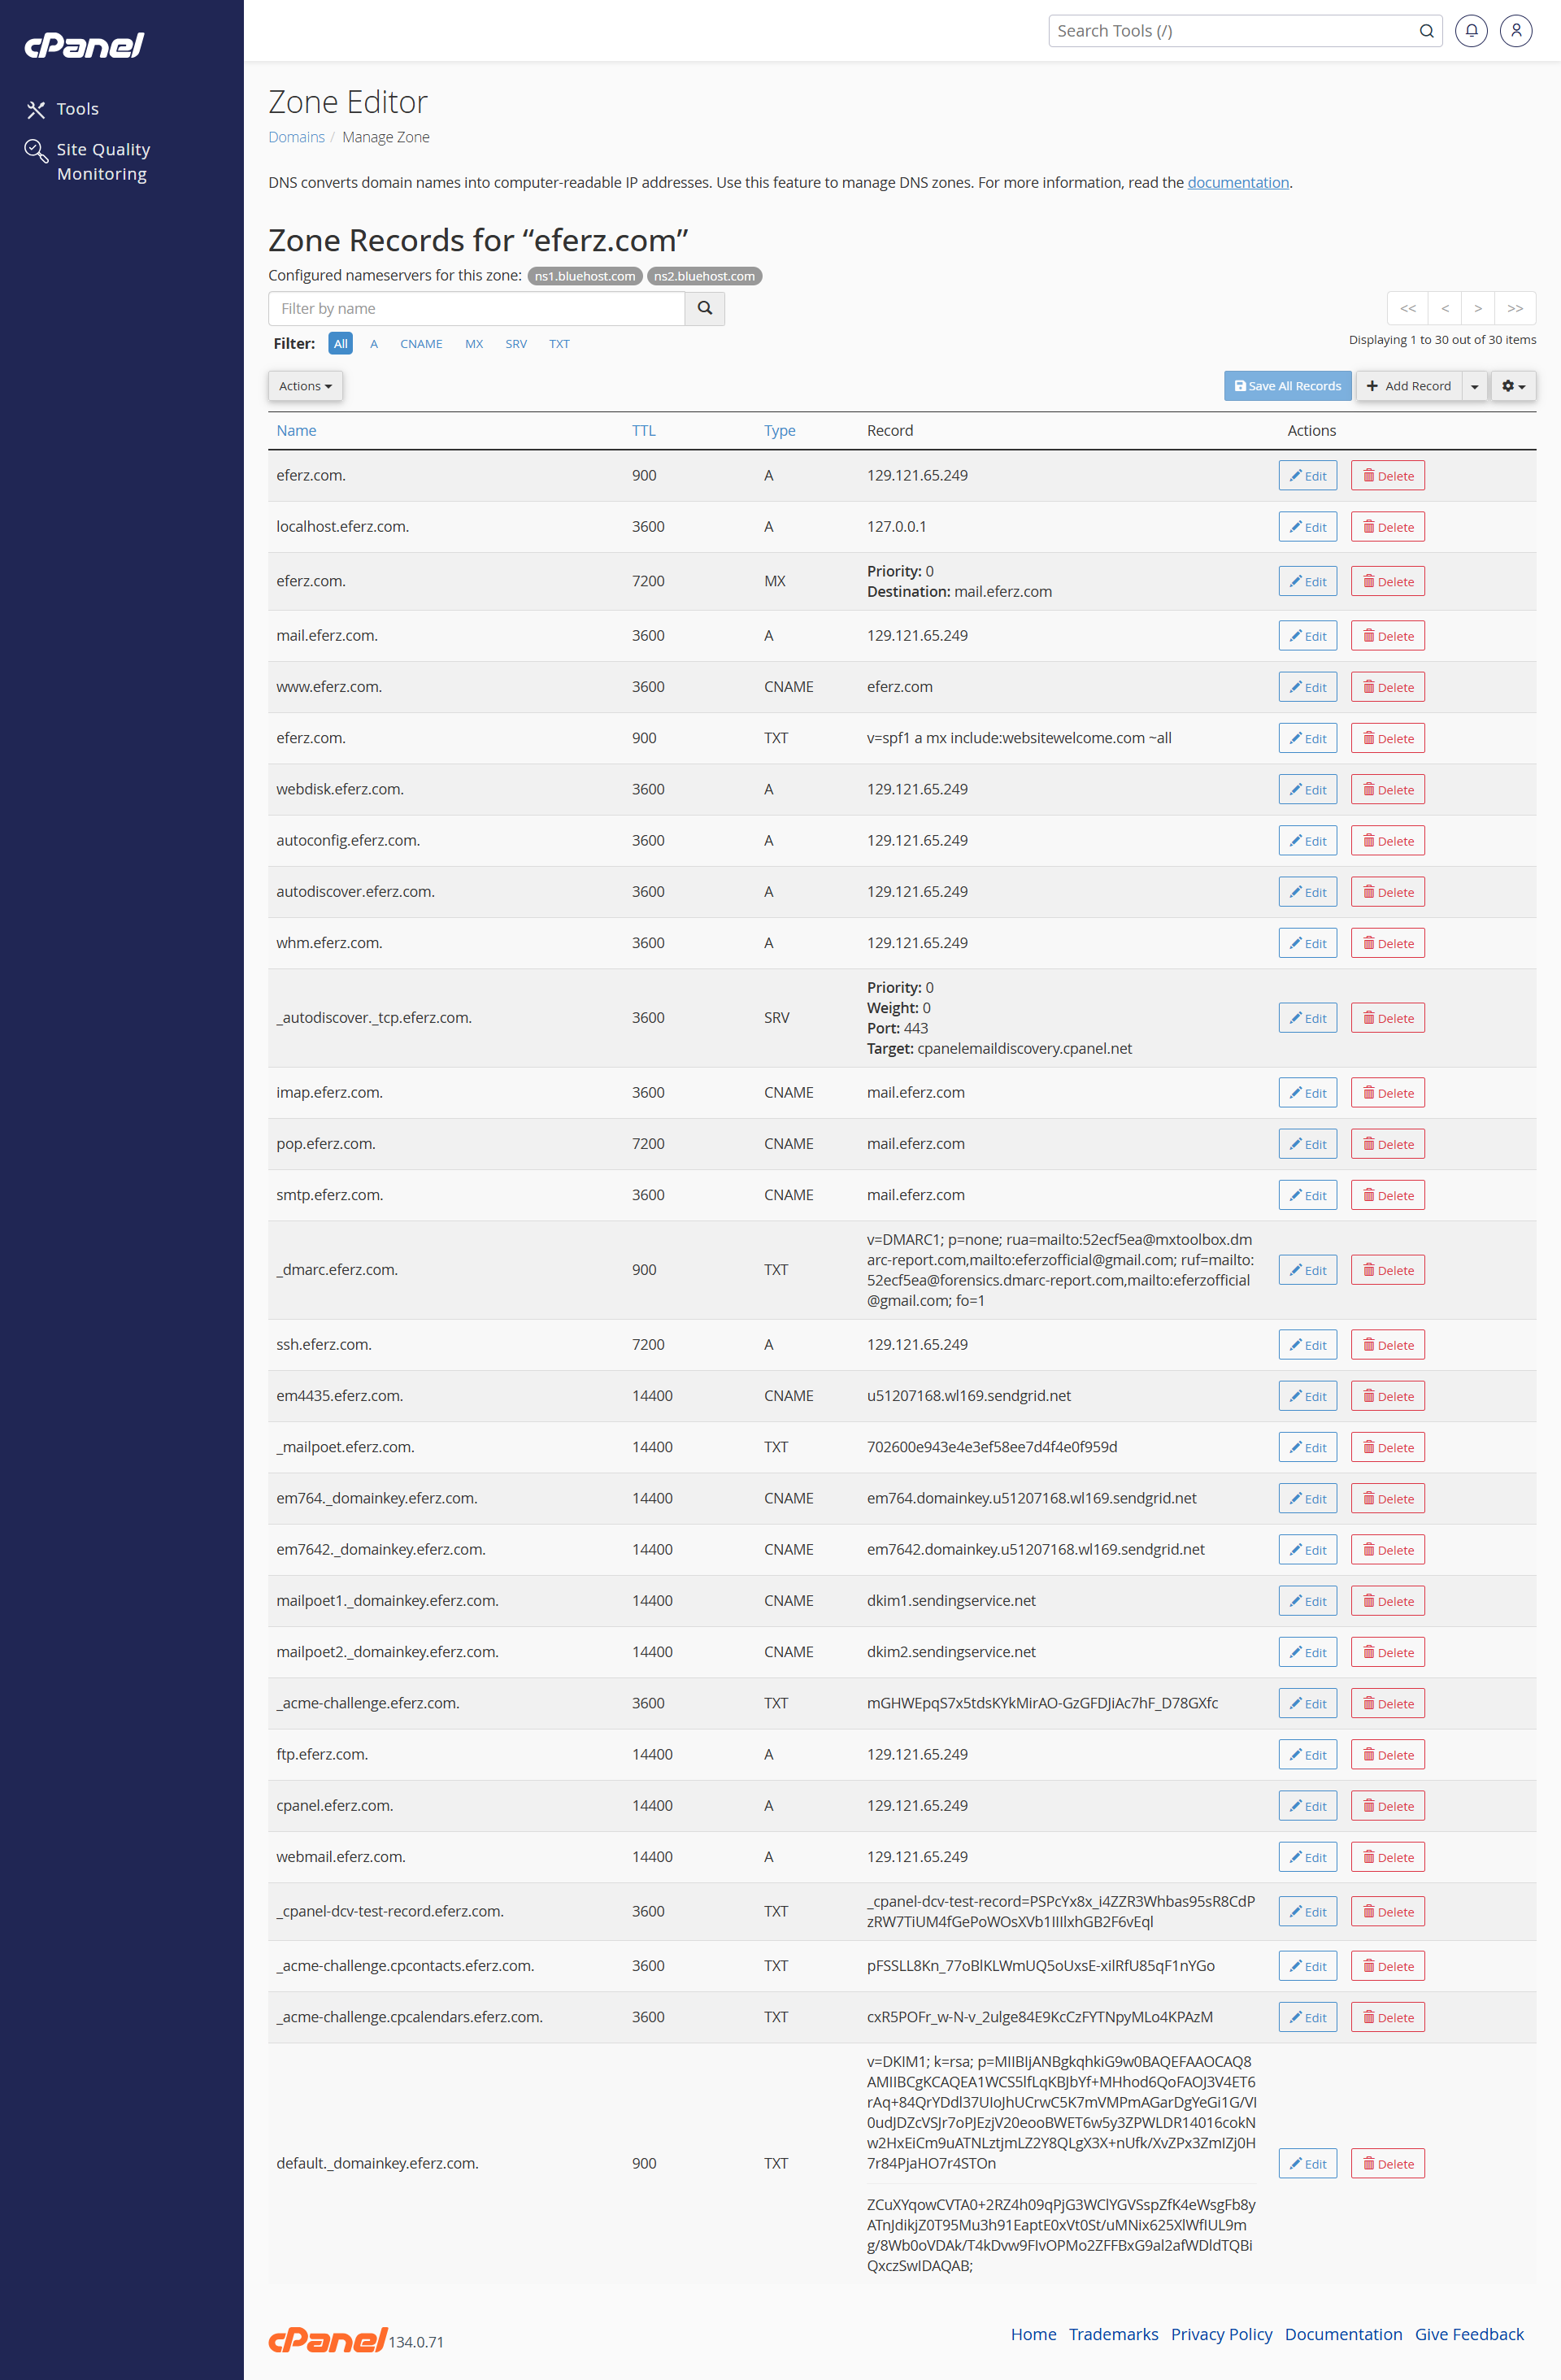 cPanel
Tools
Site Quality
Monitoring
Search Tools (/)
Zone Editor
Domains / Manage Zone
DNS converts domain names into computer-readable IP addresses. Use this feature to manage DNS zones. For more information, read the documentation.
Zone Records for “eferz.com”
Configured nameservers for this zone: ns1.bluehost.com ns2.bluehost.com
Filter by name
<< < > >>
Filter: All A CNAME MX SRV TXT
Displaying 1 to 30 out of 30 items
Actions Save All Records Add Record
Name TTL Type Record Actions
eferz.com. 900 A 129.121.65.249 Edit Delete
localhost.eferz.com. 3600 A 127.0.0.1 Edit Delete
eferz.com. 7200 MX Priority: 0
Destination: mail.eferz.com Edit Delete
mail.eferz.com. 3600 A 129.121.65.249 Edit Delete
www.eferz.com. 3600 CNAME eferz.com Edit Delete
eferz.com. 900 TXT v=spf1 a mx include:websitewelcome.com ~all Edit Delete
webdisk.eferz.com. 3600 A 129.121.65.249 Edit Delete
autoconfig.eferz.com. 3600 A 129.121.65.249 Edit Delete
autodiscover.eferz.com. 3600 A 129.121.65.249 Edit Delete
whm.eferz.com. 3600 A 129.121.65.249 Edit Delete
_autodiscover._tcp.eferz.com. 3600 SRV Priority: 0
Weight: 0
Port: 443
Target: cpanelemaildiscovery.cpanel.net Edit Delete
imap.eferz.com. 3600 CNAME mail.eferz.com Edit Delete
pop.eferz.com. 7200 CNAME mail.eferz.com Edit Delete
smtp.eferz.com. 3600 CNAME mail.eferz.com Edit Delete
_dmarc.eferz.com. 900 TXT v=DMARC1; p=none; rua=mailto:52ecf5ea@mxtoolbox.dm
arc-report.com,mailto:eferzofficial@gmail.com; ruf=mailto:
52ecf5ea@forensics.dmarc-report.com,mailto:eferzofficial
@gmail.com; fo=1 Edit Delete
ssh.eferz.com. 7200 A 129.121.65.249 Edit Delete
em4435.eferz.com. 14400 CNAME u51207168.wl169.sendgrid.net Edit Delete
_mailpoet.eferz.com. 14400 TXT 702600e943e4e3ef58ee7d4f4e0f959d Edit Delete
em764._domainkey.eferz.com. 14400 CNAME em764.domainkey.u51207168.wl169.sendgrid.net Edit Delete
em7642._domainkey.eferz.com. 14400 CNAME em7642.domainkey.u51207168.wl169.sendgrid.net Edit Delete
mailpoet1._domainkey.eferz.com. 14400 CNAME dkim1.sendingservice.net Edit Delete
mailpoet2._domainkey.eferz.com. 14400 CNAME dkim2.sendingservice.net Edit Delete
_acme-challenge.eferz.com. 3600 TXT mGHWEpqS7x5tdsKYkMirAO-GzGFDJiAc7hF_D78GXfc Edit Delete
ftp.eferz.com. 14400 A 129.121.65.249 Edit Delete
cpanel.eferz.com. 14400 A 129.121.65.249 Edit Delete
webmail.eferz.com. 14400 A 129.121.65.249 Edit Delete
_cpanel-dcv-test-record.eferz.com. 3600 TXT _cpanel-dcv-test-record=PSPcYx8x_i4ZZR3Whbas95sR8CdP
zRW7TiUM4fGePoWOsXVb1IIIlxhGB2F6vEql Edit Delete
_acme-challenge.cpcontacts.eferz.com. 3600 TXT pFSSLL8Kn_77oBlKLWmUQ5oUxsE-xilRfU85qF1nYGo Edit Delete
_acme-challenge.cpcalendars.eferz.com. 3600 TXT cxR5POFr_w-N-v_2ulge84E9KcCzFYTNpyMLo4KPAzM Edit Delete
default._domainkey.eferz.com. 900 TXT v=DKIM1; k=rsa; p=MIIBIjANBgkqhkiG9w0BAQEFAAOCAQ8
AMIIBCgKCAQEA1WCS5lfLqKBJbYf+MHhod6QoFAOJ3V4ET6
rAq+84QrYDdl37UIoJhUCrwC5K7mVMPmAGarDgYeGi1G/Vl
0udJDZcVSJr7oPJEzjV20eooBWET6w5y3ZPWLDR14016cokN
w2HxEiCm9uATNLztjmLZ2Y8QLgX3X+nUfk/XvZPx3ZmIZj0H
7r84PjaHO7r4STOn
ZCuXYqowCVTA0+2RZ4h09qPjG3WClYGVSspZfK4eWsgFb8y
ATnJdikjZ0T95Mu3h91EaptE0xVt0St/uMNix625XlWfIUL9m
g/8Wb0oVDAk/T4kDvw9FIvOPMo2ZFFBxG9al2afWDldTQBi
QxczSwIDAQAB; Edit Delete
cPanel 134.0.71 Home Trademarks Privacy Policy Documentation Give Feedback